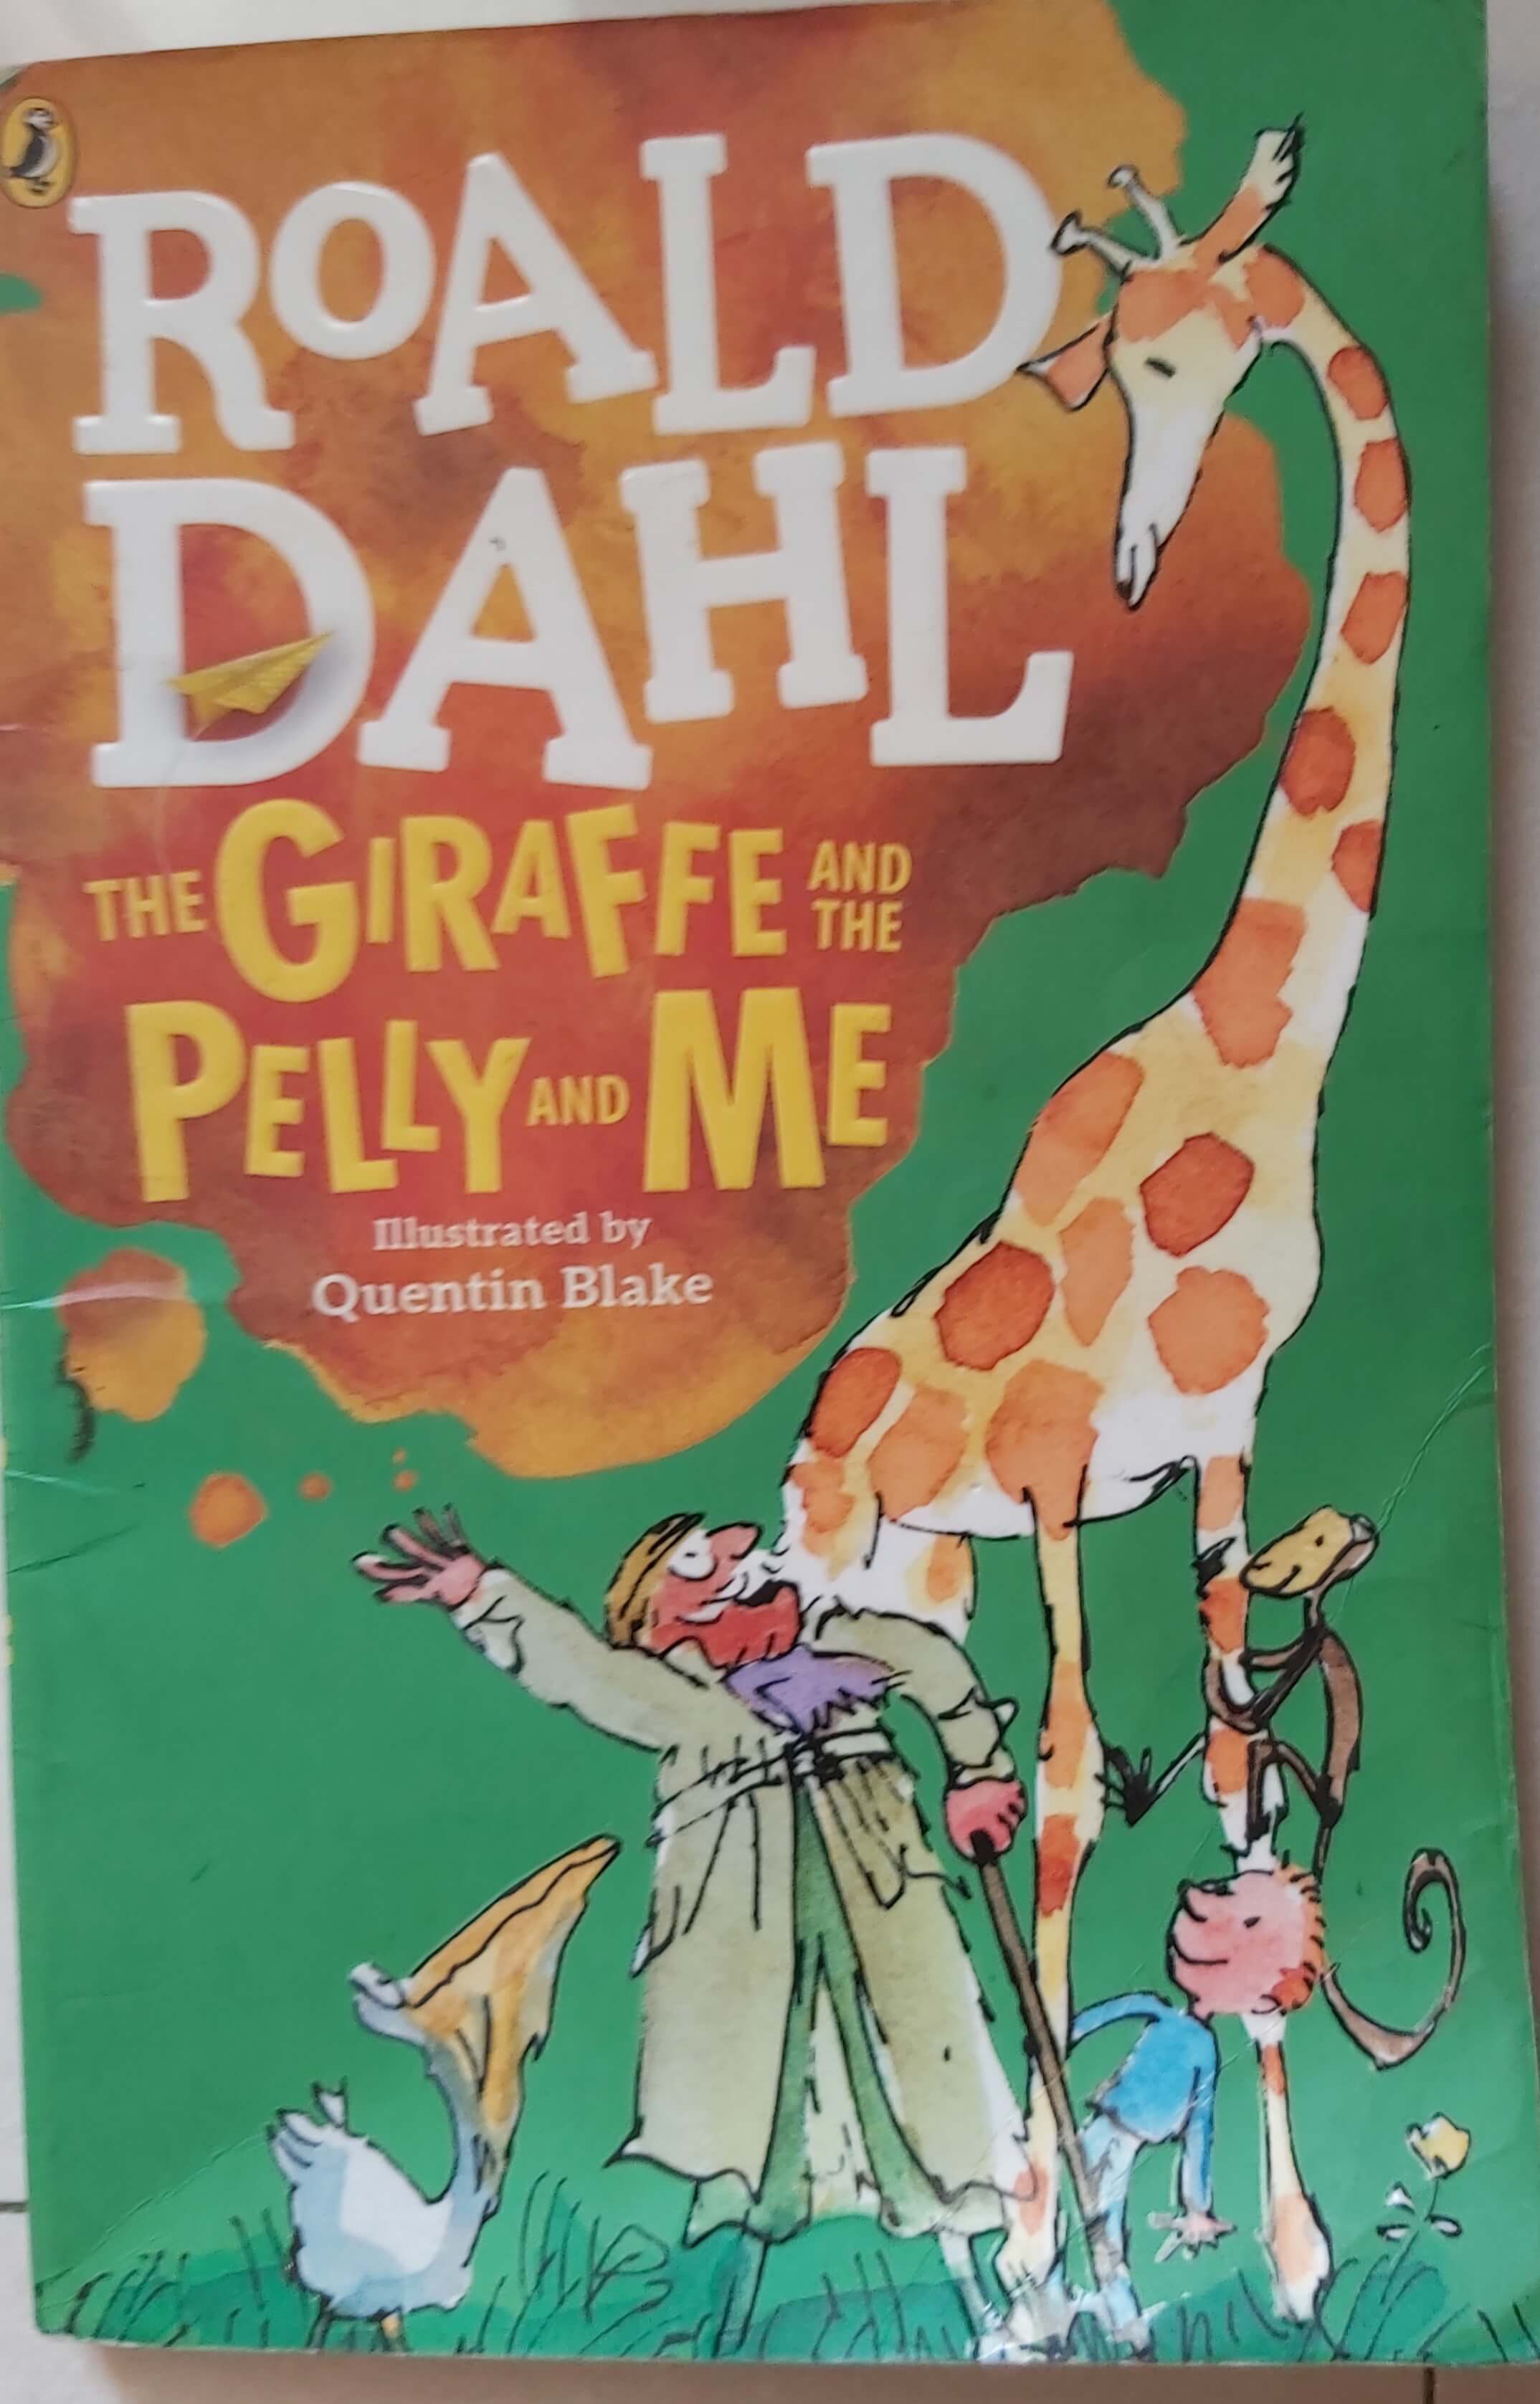 ROALD
DAHL
THE GIRAFFE AND THE
PELLY AND ME
Illustrated by
Quentin Blake